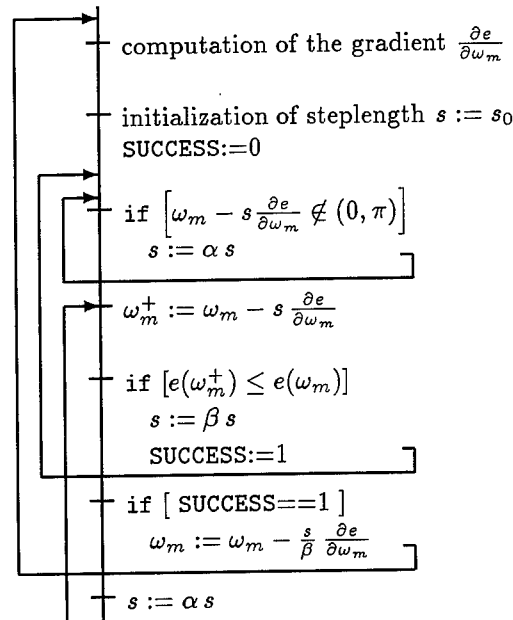 computation of the gradient ∂e/∂ω_m
initialization of steplength s := s_0
SUCCESS:=0
if [ω_m − s ∂e/∂ω_m ∉ (0, π)]
s := α s
ω_m^+ := ω_m − s ∂e/∂ω_m
if [e(ω_m^+) ≤ e(ω_m)]
s := β s
SUCCESS:=1
if [ SUCCESS==1 ]
ω_m := ω_m − s/β ∂e/∂ω_m
s := α s